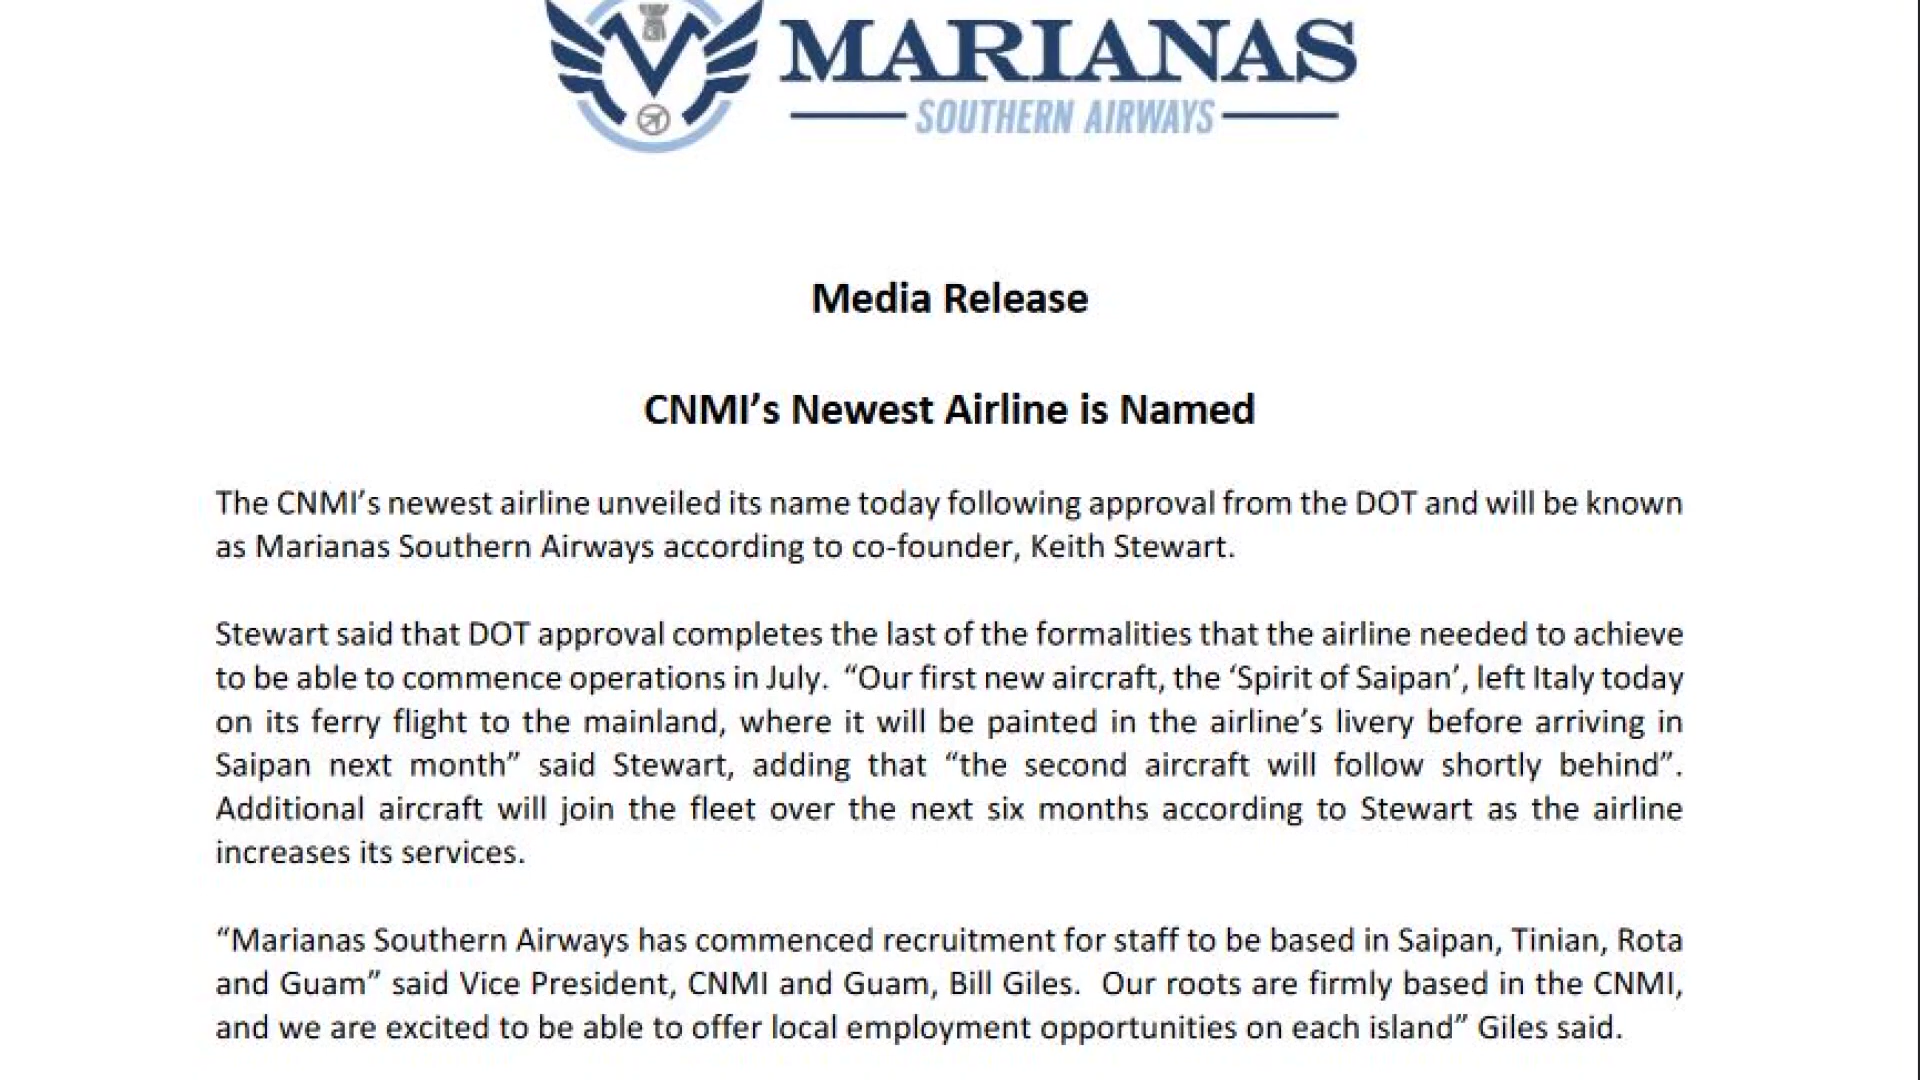 MARIANAS
SOUTHERN AIRWAYS
Media Release
CNMI’s Newest Airline is Named
The CNMI’s newest airline unveiled its name today following approval from the DOT and will be known
as Marianas Southern Airways according to co-founder, Keith Stewart.
Stewart said that DOT approval completes the last of the formalities that the airline needed to achieve
to be able to commence operations in July.  “Our first new aircraft, the ‘Spirit of Saipan’, left Italy today
on its ferry flight to the mainland, where it will be painted in the airline’s livery before arriving in
Saipan next month” said Stewart, adding that “the second aircraft will follow shortly behind”.
Additional aircraft will join the fleet over the next six months according to Stewart as the airline
increases its services.
“Marianas Southern Airways has commenced recruitment for staff to be based in Saipan, Tinian, Rota
and Guam” said Vice President, CNMI and Guam, Bill Giles.  Our roots are firmly based in the CNMI,
and we are excited to be able to offer local employment opportunities on each island” Giles said.